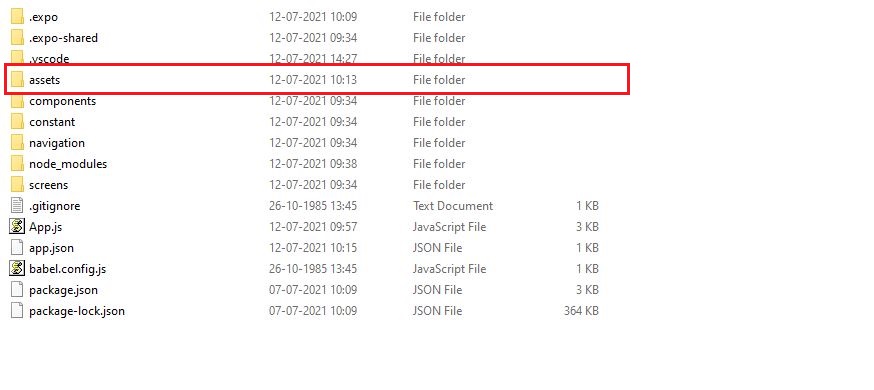 .expo 12-07-2021 10:09 File folder
.expo-shared 12-07-2021 09:34 File folder
.vscode 12-07-2021 14:27 File folder
assets 12-07-2021 10:13 File folder
components 12-07-2021 09:34 File folder
constant 12-07-2021 09:34 File folder
navigation 12-07-2021 09:34 File folder
node_modules 12-07-2021 09:38 File folder
screens 12-07-2021 09:34 File folder
.gitignore 26-10-1985 13:45 Text Document 1 KB
App.js 12-07-2021 09:57 JavaScript File 3 KB
app.json 12-07-2021 10:15 JSON File 1 KB
babel.config.js 26-10-1985 13:45 JavaScript File 1 KB
package.json 07-07-2021 10:09 JSON File 3 KB
package-lock.json 07-07-2021 10:09 JSON File 364 KB